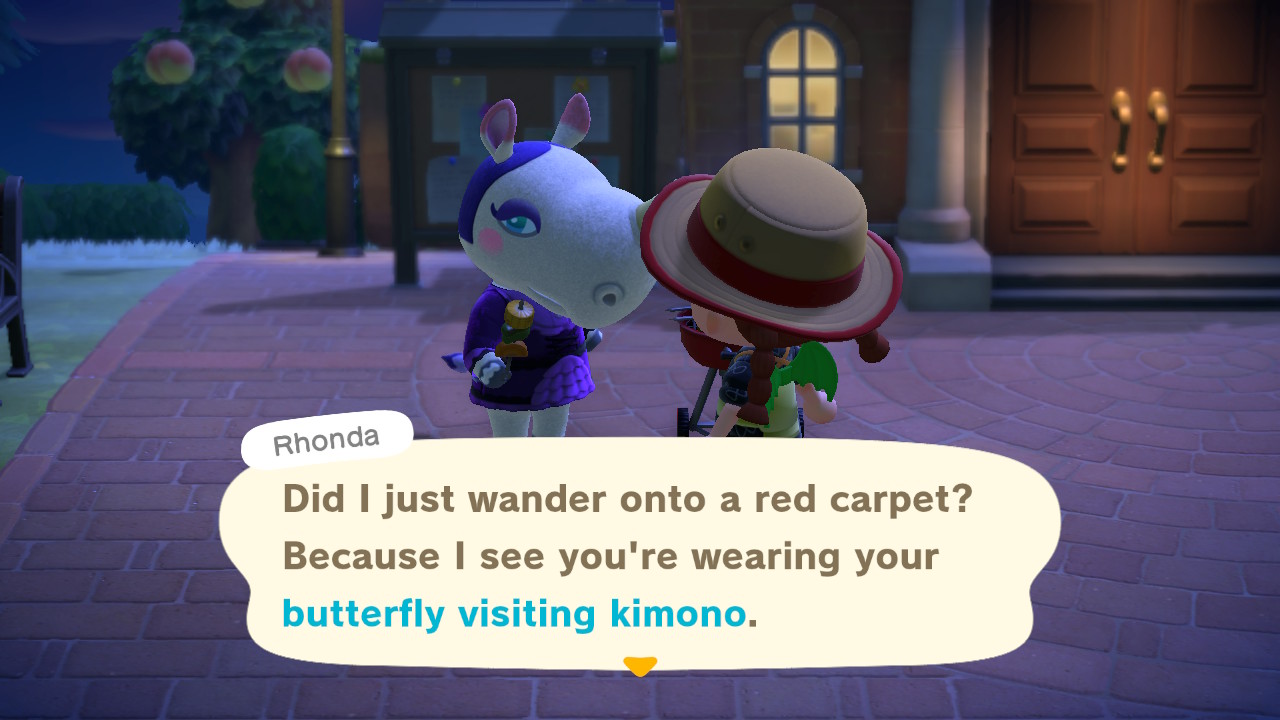 Rhonda
Did I just wander onto a red carpet?
Because I see you're wearing your
butterfly visiting kimono.